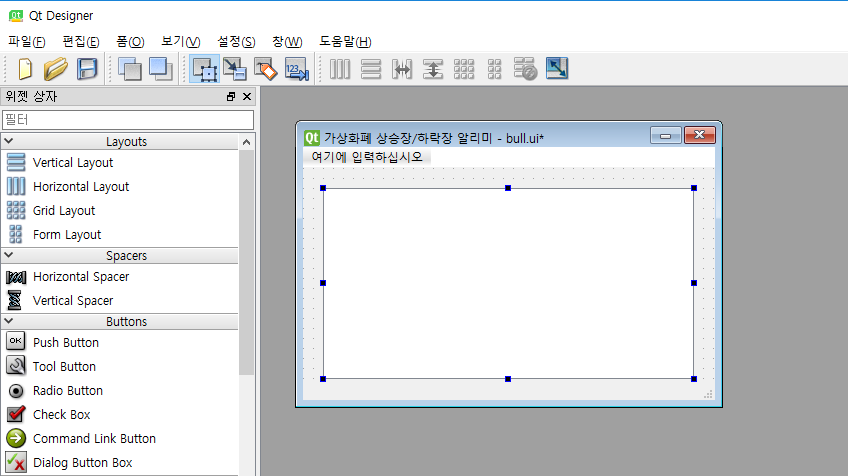 Qt Designer
파일(F) 편집(E) 폼(O) 보기(V) 설정(S) 창(W) 도움말(H)
123
위젯 상자
필터
Layouts
Vertical Layout
Horizontal Layout
Grid Layout
Form Layout
Spacers
Horizontal Spacer
Vertical Spacer
Buttons
OK Push Button
Tool Button
Radio Button
Check Box
Command Link Button
Dialog Button Box
Qt 가상화폐 상승장/하락장 알리미 - bull.ui*
여기에 입력하십시오